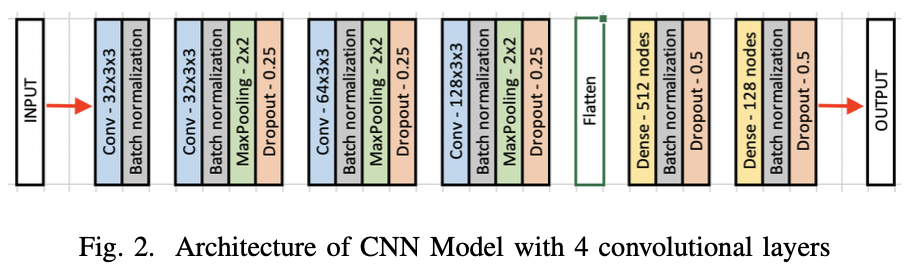 INPUT
Conv - 32x3x3
Batch normalization
Conv - 32x3x3
Batch normalization
MaxPooling - 2x2
Dropout - 0.25
Conv - 64x3x3
Batch normalization
MaxPooling - 2x2
Dropout - 0.25
Conv - 128x3x3
Batch normalization
MaxPooling - 2x2
Dropout - 0.25
Flatten
Dense - 512 nodes
Batch normalization
Dropout - 0.5
Dense - 128 nodes
Batch normalization
Dropout - 0.5
OUTPUT
Fig. 2. Architecture of CNN Model with 4 convolutional layers